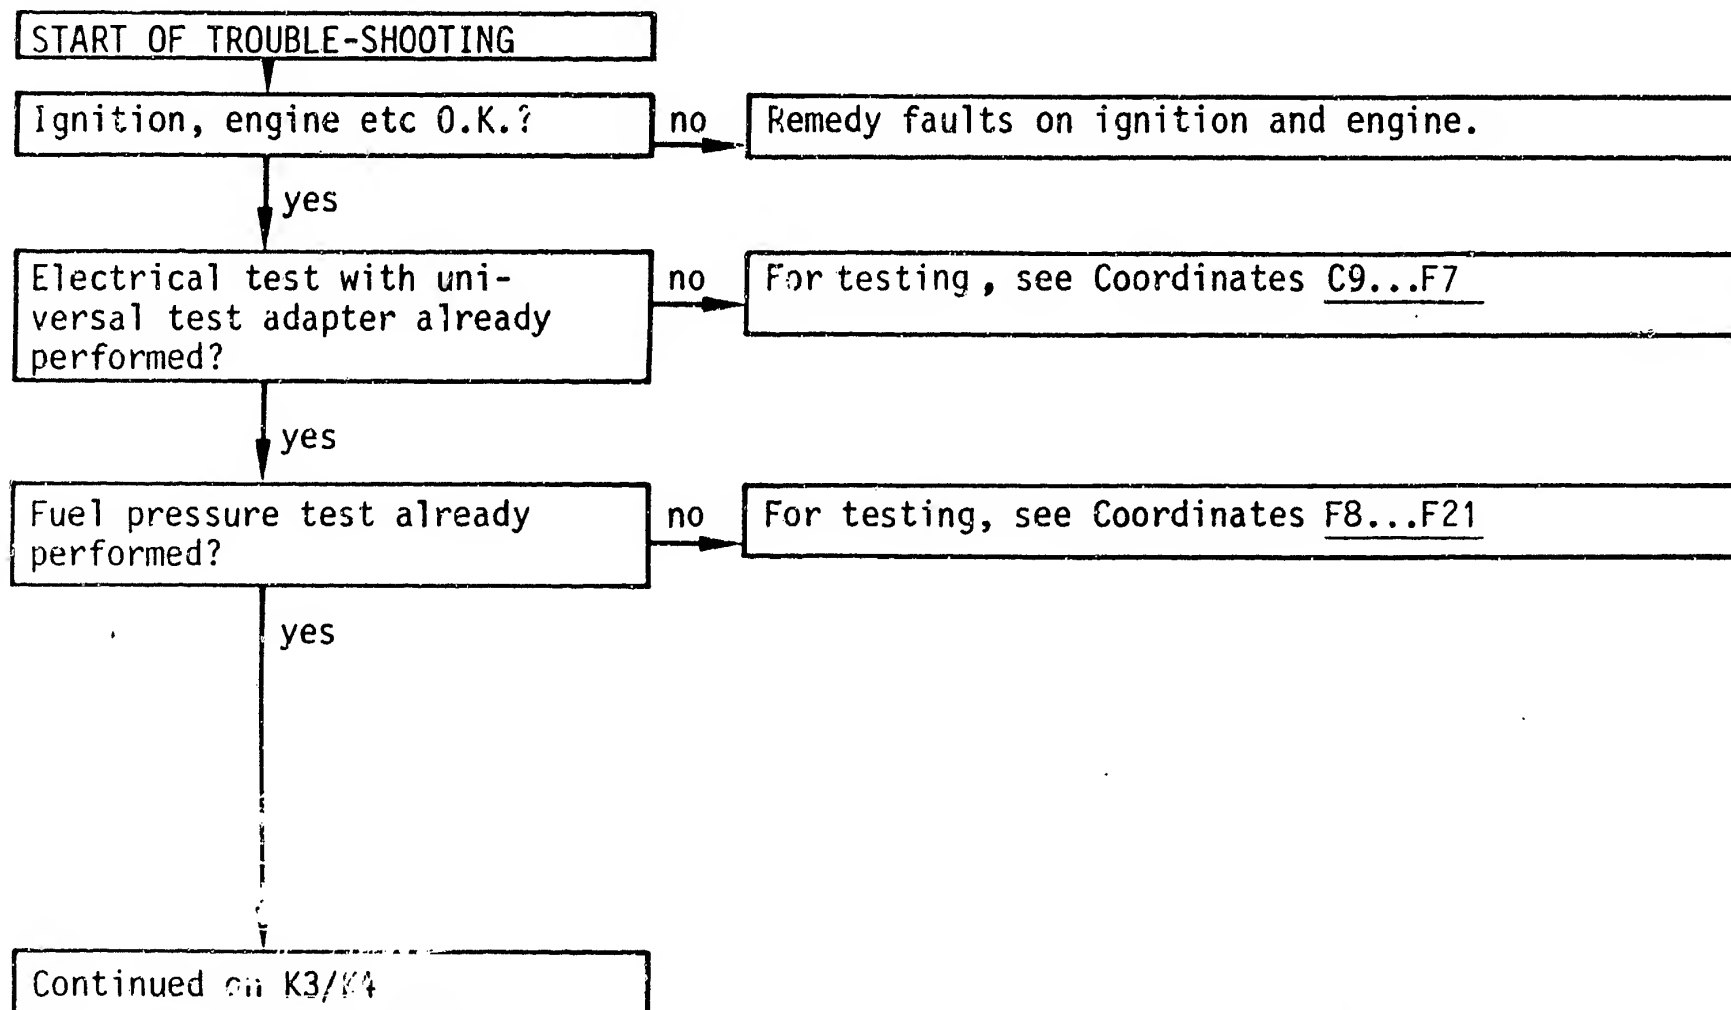 START OF TROUBLE-SHOOTING
Ignition, engine etc O.K.?
no
Remedy faults on ignition and engine.
yes
Electrical test with uni-
versal test adapter already
performed?
no
For testing, see Coordinates C9...F7
yes
Fuel pressure test already
performed?
no
For testing, see Coordinates F8...F21
yes
Continued on K3/K4